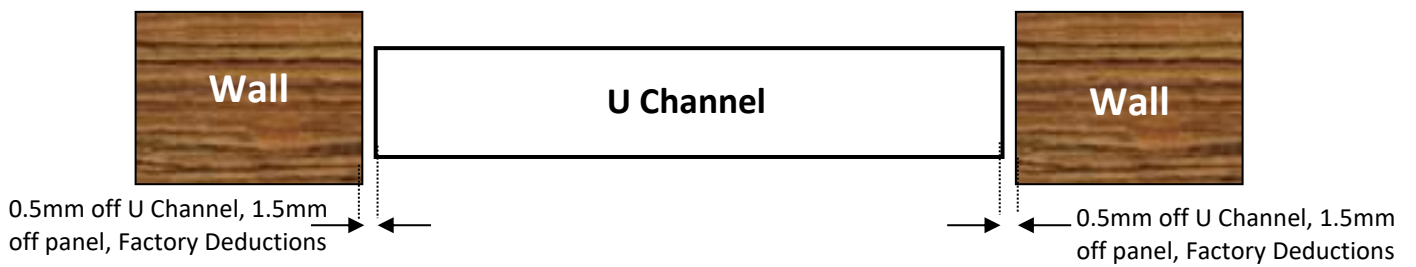 Wall
U Channel
Wall
0.5mm off U Channel, 1.5mm
off panel, Factory Deductions
0.5mm off U Channel, 1.5mm
off panel, Factory Deductions